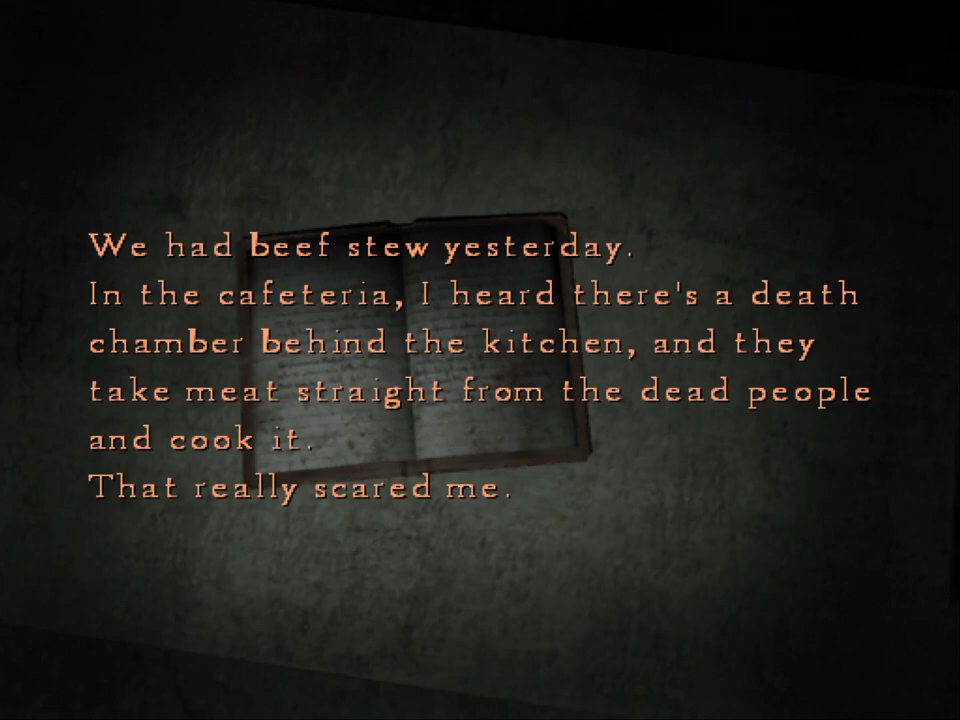 We had beef stew yesterday.
In the cafeteria, I heard there's a death
chamber behind the kitchen, and they
take meat straight from the dead people
and cook it.
That really scared me.